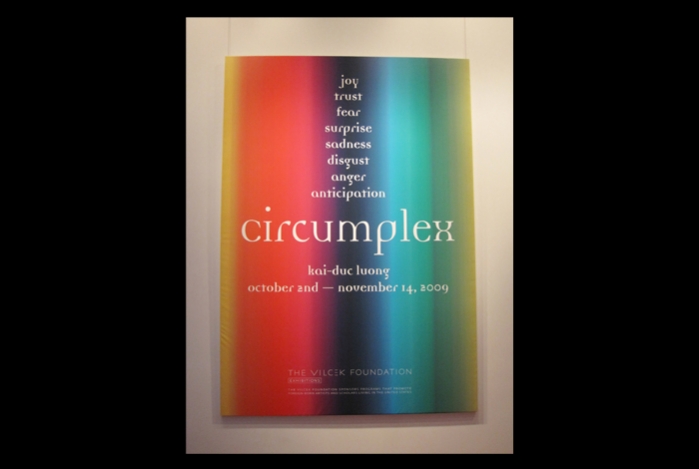 joy
trust
fear
surprise
sadness
disgust
anger
anticipation
circumplex
kai-duc luong
october 2nd — november 14, 2009
THE VILCEK FOUNDATION